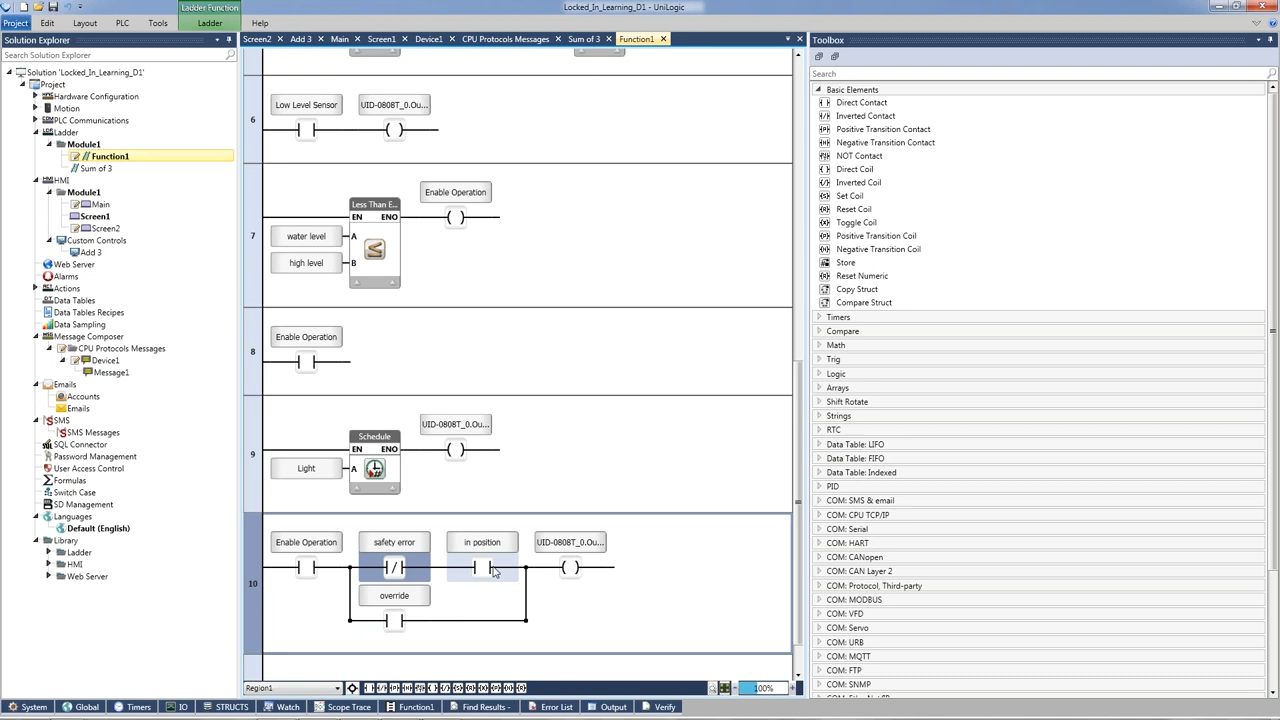 Locked_In_Learning_D1 - UniLogic
Ladder Function
Project Edit Layout PLC Tools Ladder Help
Solution Explorer
Search Solution Explorer
Solution 'Locked_In_Learning_D1'
Project
Hardware Configuration
Motion
PLC Communications
Ladder
Module1
Function1
Sum of 3
HMI
Module1
Main
Screen1
Screen2
Custom Controls
Add 3
Web Server
Alarms
Actions
Data Tables
Data Tables Recipes
Data Sampling
Message Composer
CPU Protocols Messages
Device1
Message1
Emails
Accounts
Emails
SMS
SMS Messages
SQL Connector
Password Management
User Access Control
Formulas
Switch Case
SD Management
Languages
Default (English)
Library
Ladder
HMI
Web Server
Screen2 Add 3 Main Screen1 Device1 CPU Protocols Messages Sum of 3 Function1
6
Low Level Sensor UID-0808T_0.Ou...
7
Enable Operation
Less Than E...
EN ENO
water level A
high level B
8
Enable Operation
9
UID-0808T_0.Ou...
Schedule
EN ENO
Light A
10
Enable Operation safety error in position UID-0808T_0.Ou...
override
Region1
100%
Toolbox
Search
Basic Elements
Direct Contact
Inverted Contact
Positive Transition Contact
Negative Transition Contact
NOT Contact
Direct Coil
Inverted Coil
Set Coil
Reset Coil
Toggle Coil
Positive Transition Coil
Negative Transition Coil
Store
Reset Numeric
Copy Struct
Compare Struct
Timers
Compare
Math
Trig
Logic
Arrays
Shift Rotate
Strings
RTC
Data Table: LIFO
Data Table: FIFO
Data Table: Indexed
PID
COM: SMS & email
COM: CPU TCP/IP
COM: Serial
COM: HART
COM: CANopen
COM: CAN Layer 2
COM: Protocol, Third-party
COM: MODBUS
COM: VFD
COM: Servo
COM: URB
COM: MQTT
COM: FTP
COM: SNMP
System Global Timers IO STRUCTS Watch Scope Trace Function1 Find Results - Error List Output Verify